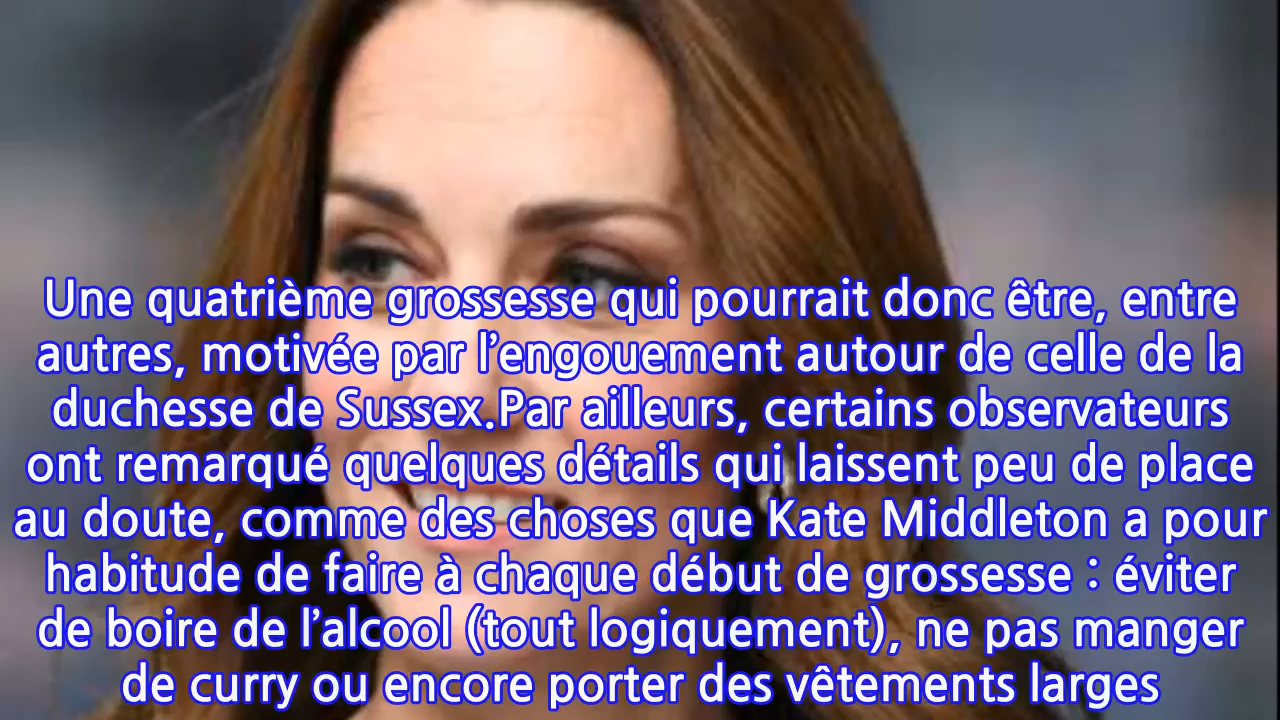 Une quatrième grossesse qui pourrait donc être, entre
autres, motivée par l'engouement autour de celle de la
duchesse de Sussex.Par ailleurs, certains observateurs
ont remarqué quelques détails qui laissent peu de place
au doute, comme des choses que Kate Middleton a pour
habitude de faire à chaque début de grossesse : éviter
de boire de l'alcool (tout logiquement), ne pas manger
de curry ou encore porter des vêtements larges